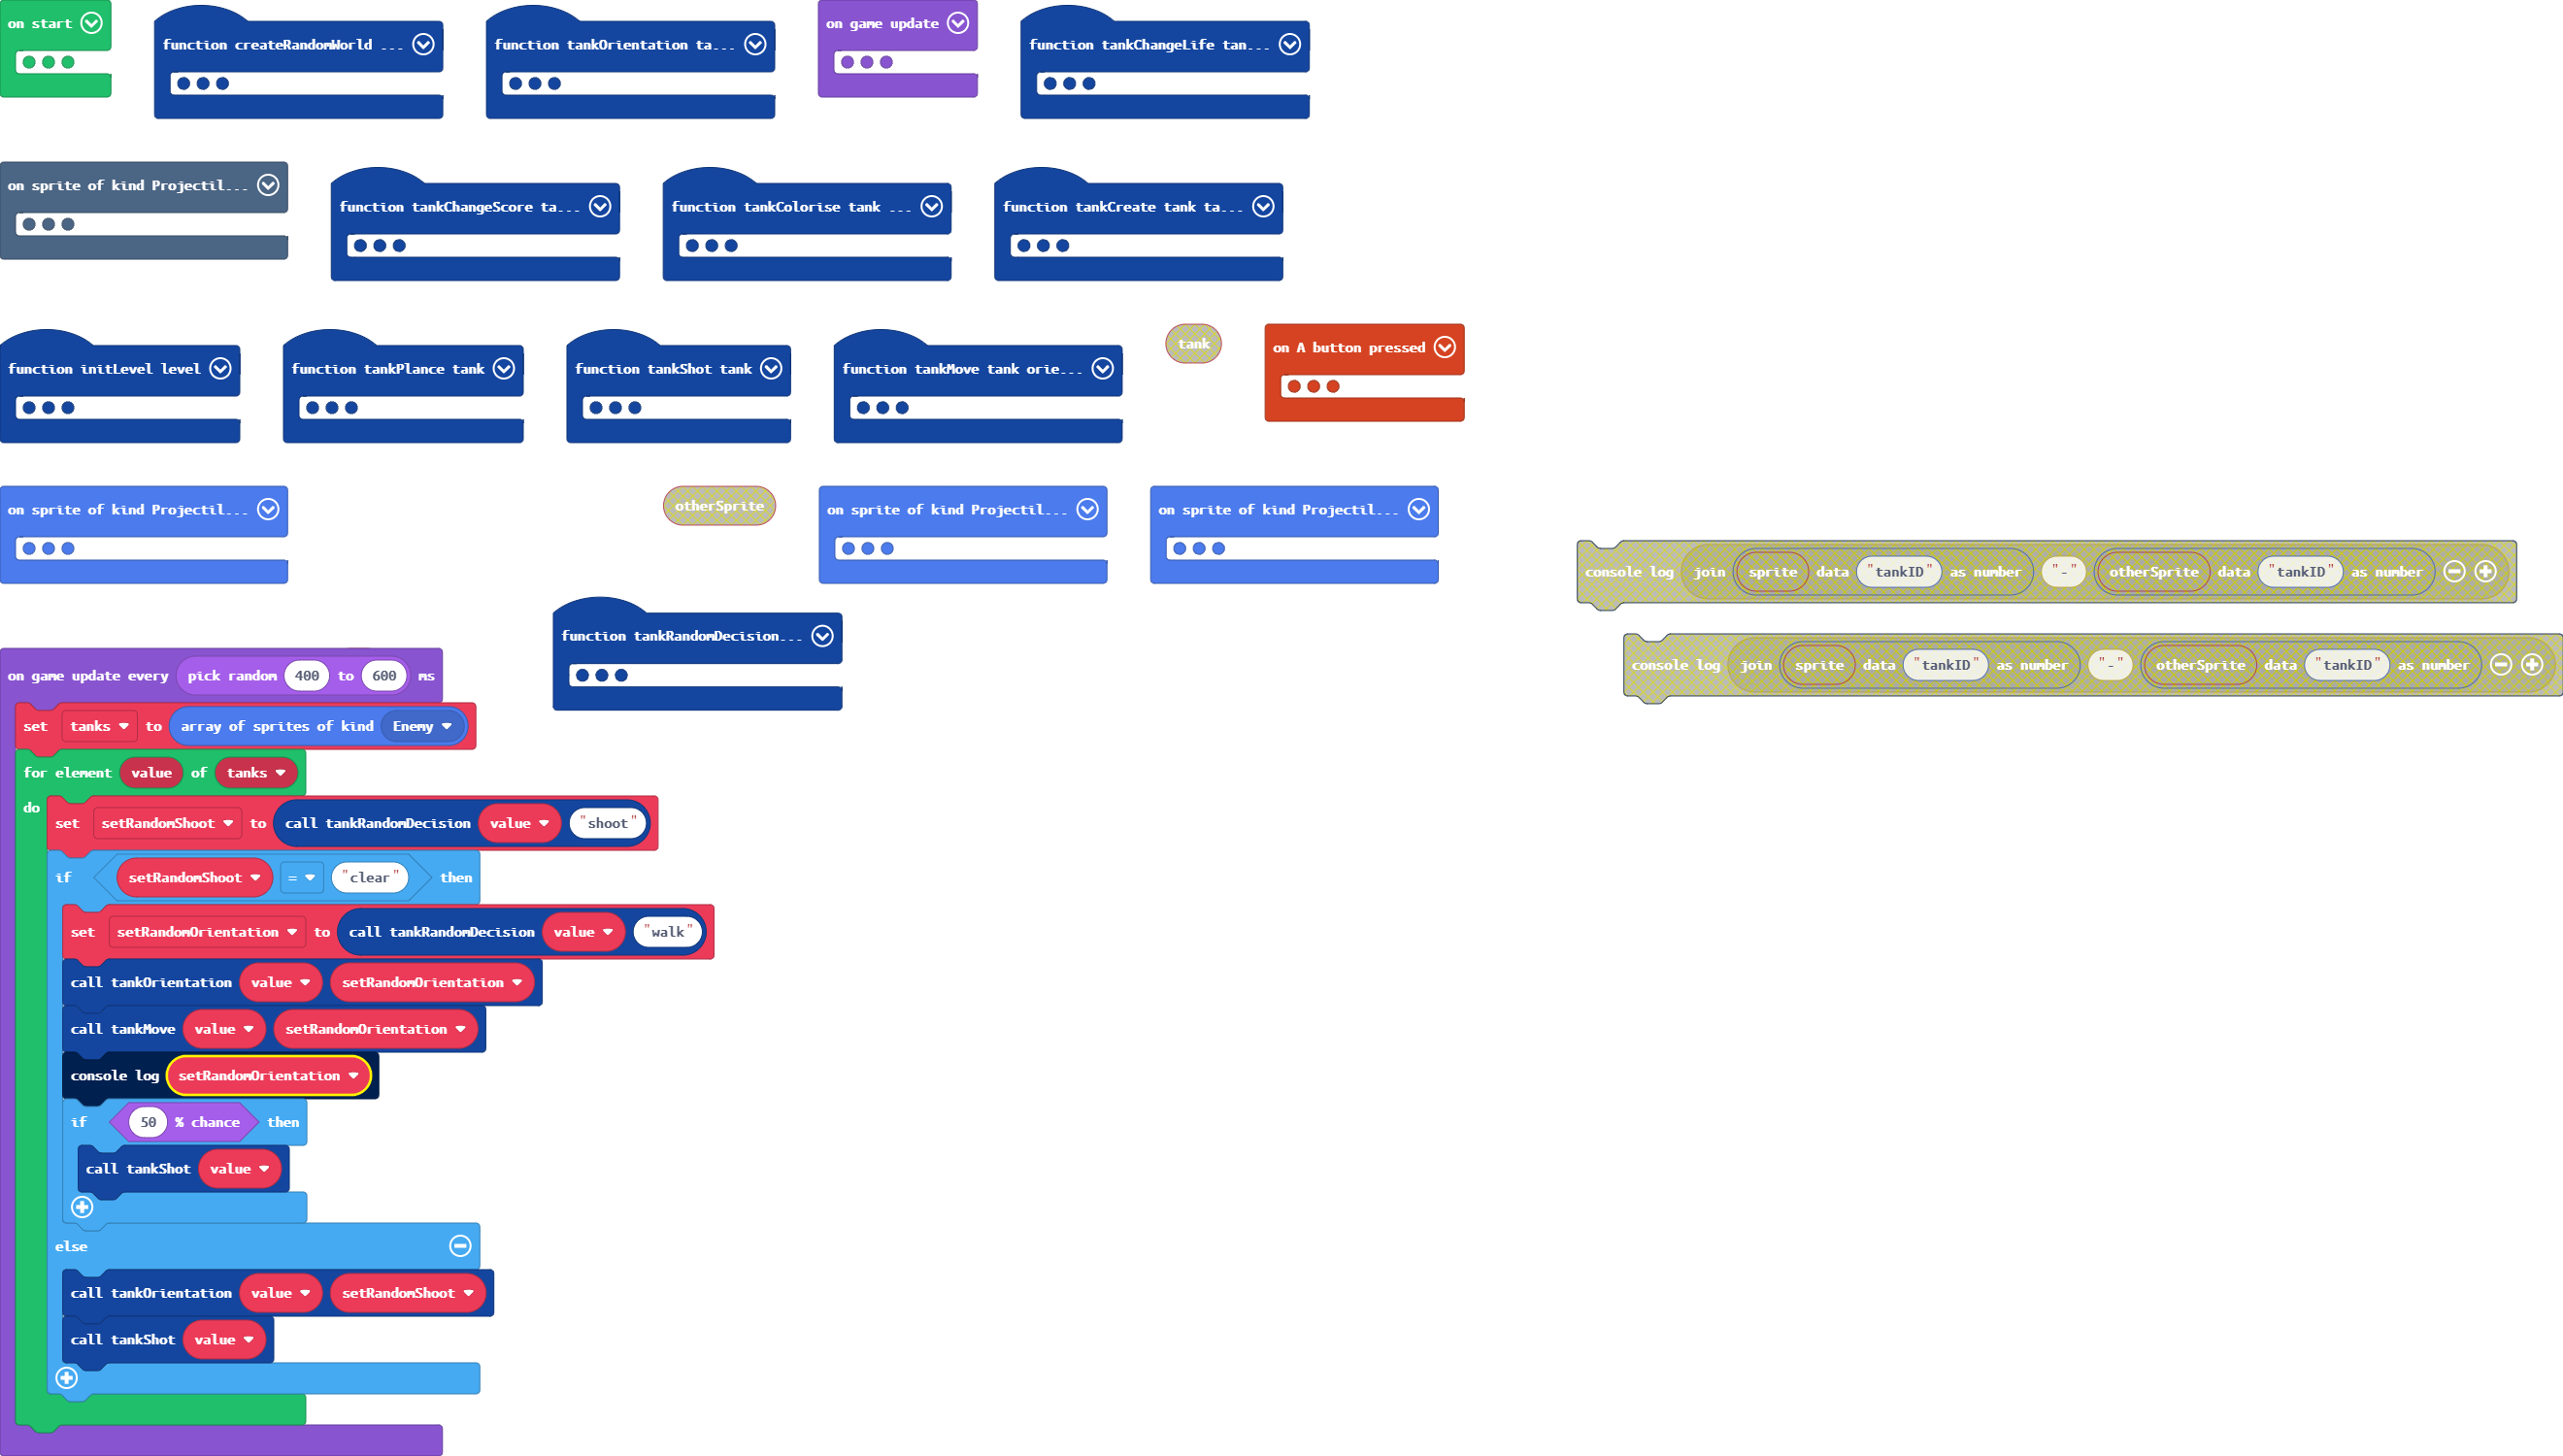 on start
function createRandomWorld ...
function tankOrientation ta...
on game update
function tankChangeLife tan...
on sprite of kind Projectil...
function tankChangeScore ta...
function tankColorise tank ...
function tankCreate tank ta...
function initLevel level
function tankPlance tank
function tankShot tank
function tankMove tank orie...
tank
on A button pressed
on sprite of kind Projectil...
otherSprite
on sprite of kind Projectil...
on sprite of kind Projectil...
console log join sprite data "tankID" as number "-" otherSprite data "tankID" as number
function tankRandomDecision...
console log join sprite data "tankID" as number "-" otherSprite data "tankID" as number
on game update every pick random 400 to 600 ms
set tanks to array of sprites of kind Enemy
for element value of tanks
do
set setRandomShoot to call tankRandomDecision value "shoot"
if setRandomShoot = "clear" then
set setRandomOrientation to call tankRandomDecision value "walk"
call tankOrientation value setRandomOrientation
call tankMove value setRandomOrientation
console log setRandomOrientation
if 50 % chance then
call tankShot value
else
call tankOrientation value setRandomShoot
call tankShot value